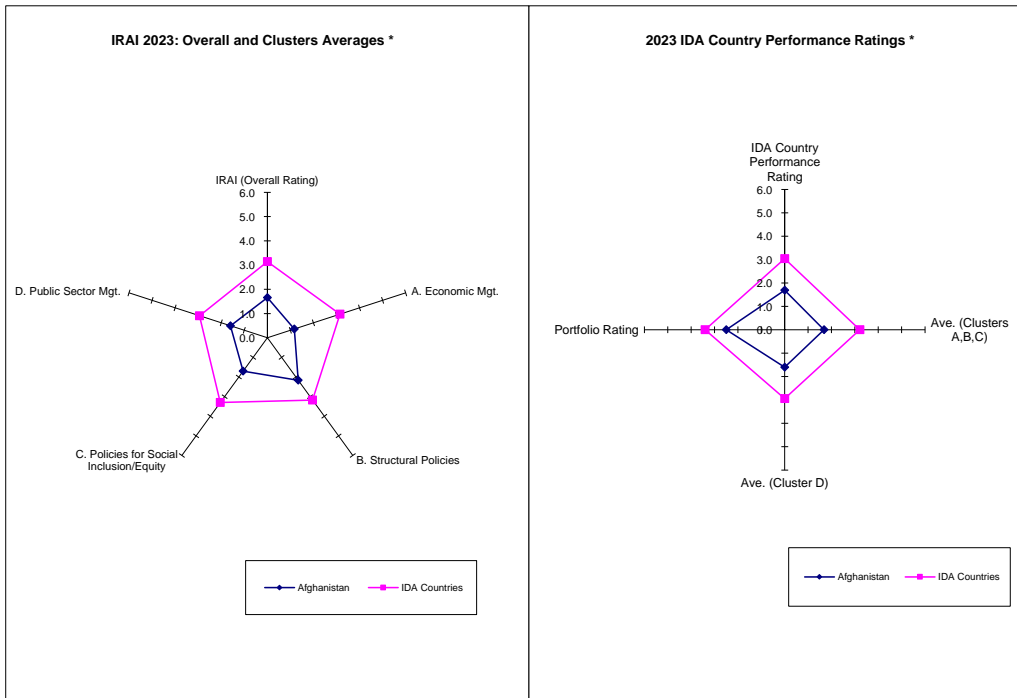 IRAI 2023: Overall and Clusters Averages *
IRAI (Overall Rating)
6.0
5.0
4.0
3.0
2.0
1.0
0.0
A. Economic Mgt.
B. Structural Policies
C. Policies for Social
Inclusion/Equity
D. Public Sector Mgt.
Afghanistan
IDA Countries
2023 IDA Country Performance Ratings *
IDA Country
Performance
Rating
6.0
5.0
4.0
3.0
2.0
1.0
0.0
Ave. (Clusters
A,B,C)
Ave. (Cluster D)
Portfolio Rating
Afghanistan
IDA Countries